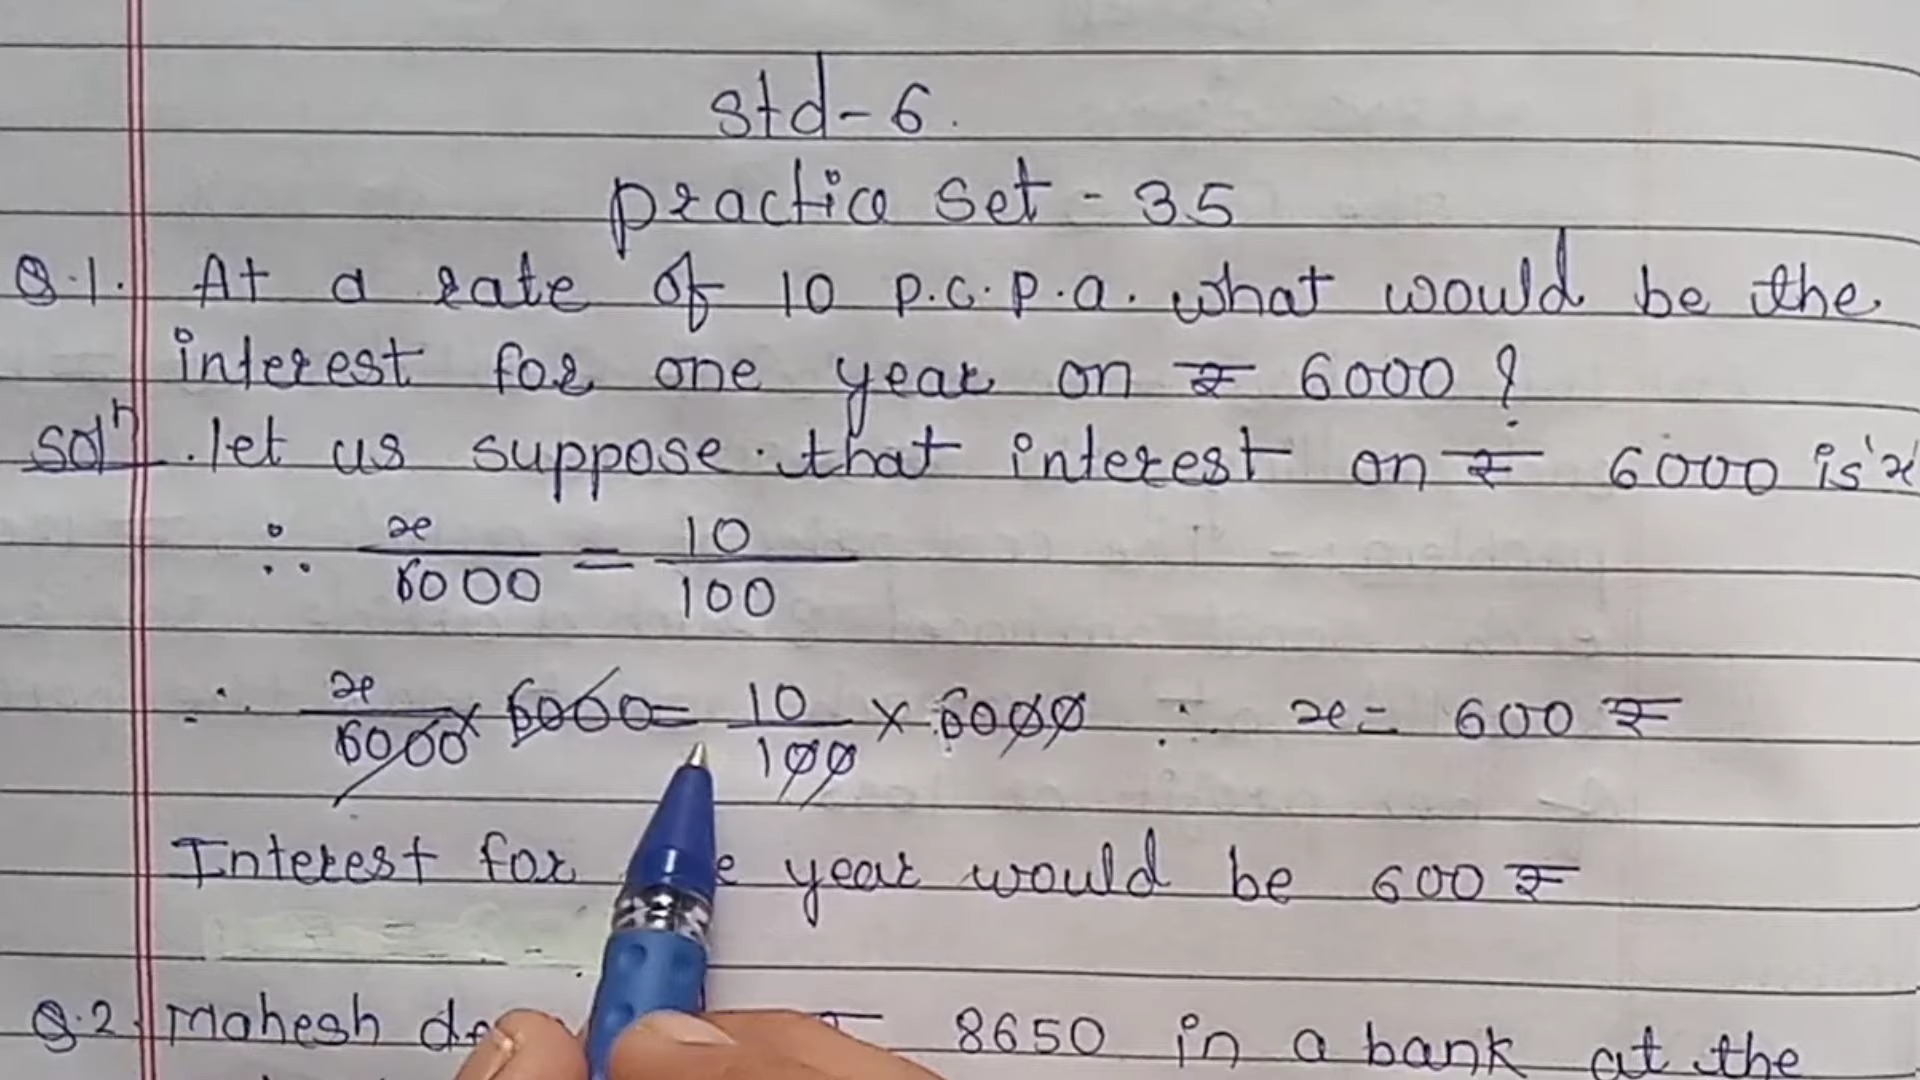 std-6.
practice set - 35
Q.1. At a rate of 10 p.c.p.a. what would be the
interest for one year on ₹ 6000?
Solⁿ. let us suppose that interest on ₹ 6000 is 'x'
∴ x/6000 = 10/100
∴ x/6000 × 6000 = 10/100 × 6000 ∴ x = 600 ₹
Interest for year would be 600 ₹
Q.2 Mahesh ₹ 8650 in a bank at the